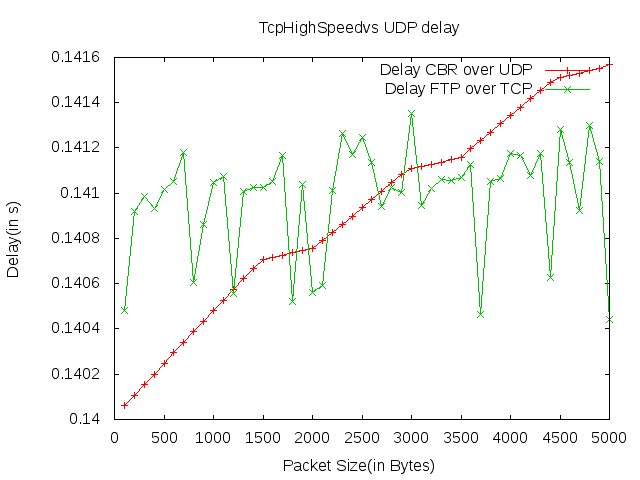 TcpHighSpeedvs UDP delay
Delay CBR over UDP
Delay FTP over TCP
Delay(in s)
0.1416
0.1414
0.1412
0.141
0.1408
0.1406
0.1404
0.1402
0.14
0 500 1000 1500 2000 2500 3000 3500 4000 4500 5000
Packet Size(in Bytes)